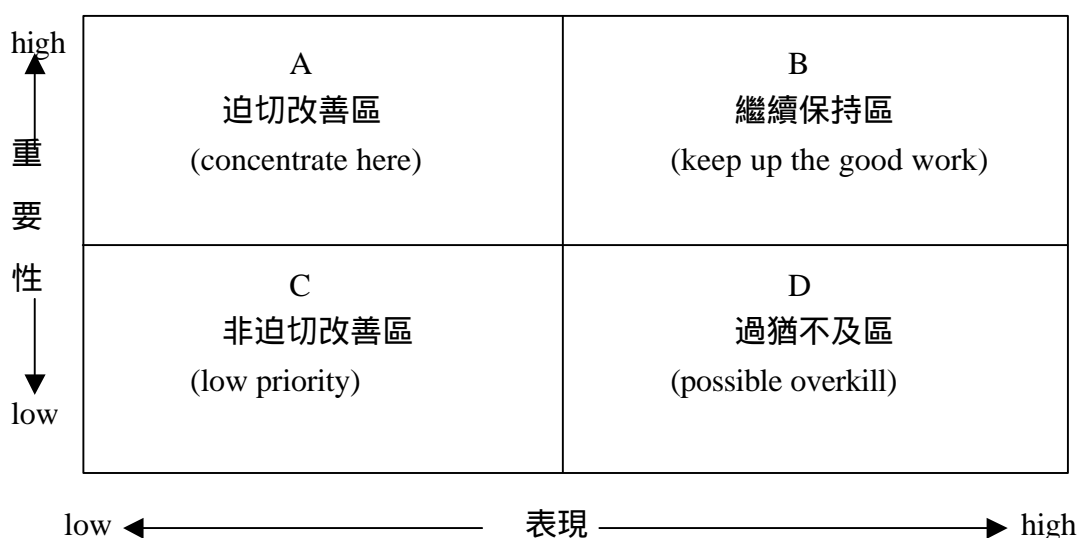 high
重
要
性
low
A
迫切改善區
(concentrate here)
B
繼續保持區
(keep up the good work)
C
非迫切改善區
(low priority)
D
過猶不及區
(possible overkill)
low 表現 high